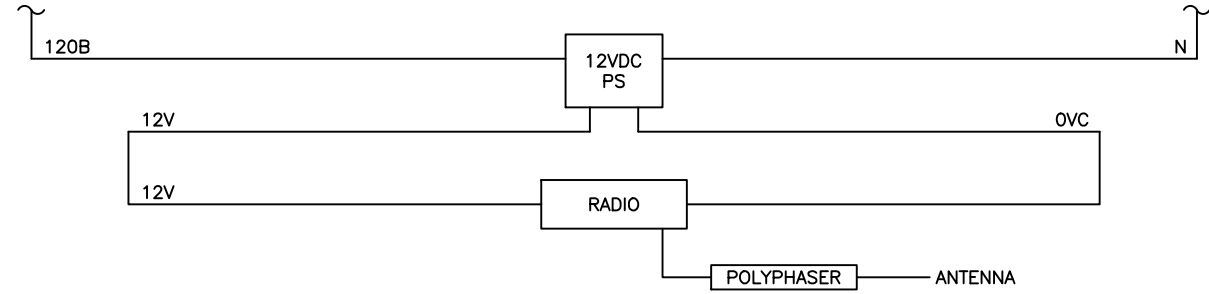 120B
12VDC
PS
N
12V
0VC
12V
RADIO
POLYPHASER
ANTENNA